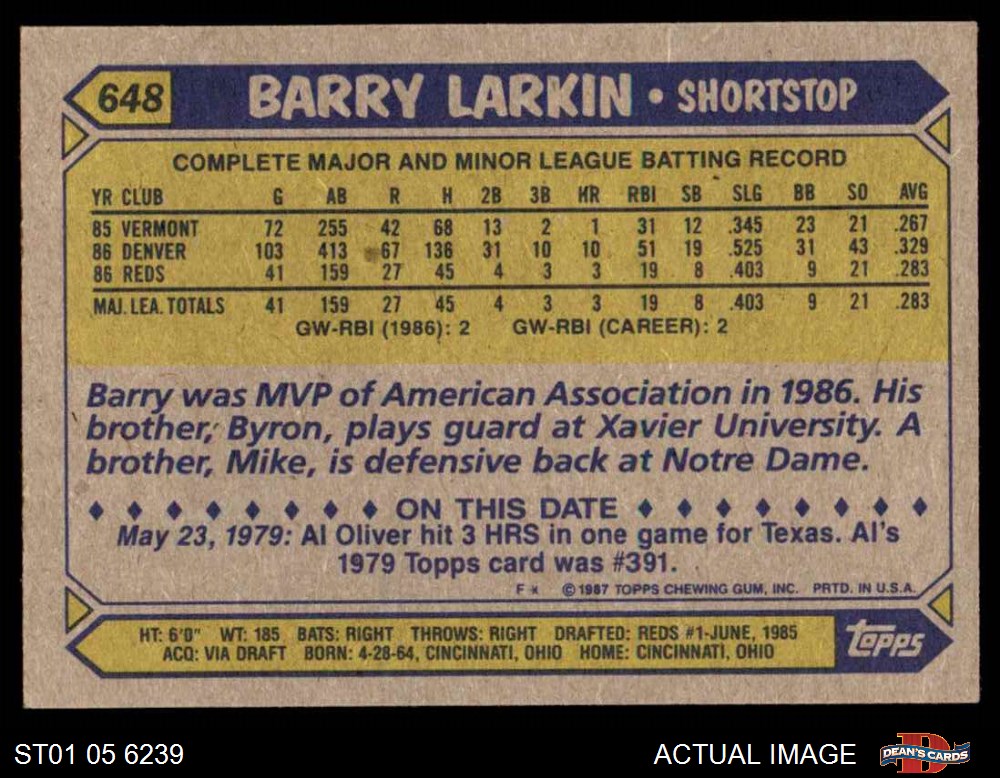 648 BARRY LARKIN • SHORTSTOP
COMPLETE MAJOR AND MINOR LEAGUE BATTING RECORD
YR CLUB G AB R H 2B 3B HR RBI SB SLG BB SO AVG
85 VERMONT 72 255 42 68 13 2 1 31 12 .345 23 21 .267
86 DENVER 103 413 67 136 31 10 10 51 19 .525 31 43 .329
86 REDS 41 159 27 45 4 3 3 19 8 .403 9 21 .283
MAJ. LEA. TOTALS 41 159 27 45 4 3 3 19 8 .403 9 21 .283
GW-RBI (1986): 2 GW-RBI (CAREER): 2
Barry was MVP of American Association in 1986. His
brother, Byron, plays guard at Xavier University. A
brother, Mike, is defensive back at Notre Dame.
♦ ♦ ♦ ♦ ♦ ♦ ♦ ♦ ON THIS DATE ♦ ♦ ♦ ♦ ♦ ♦ ♦ ♦
May 23, 1979: Al Oliver hit 3 HRS in one game for Texas. Al's
1979 Topps card was #391.
F * ©1987 TOPPS CHEWING GUM, INC. PRTD. IN U.S.A.
HT: 6'0" WT: 185 BATS: RIGHT THROWS: RIGHT DRAFTED: REDS #1-JUNE, 1985
ACQ: VIA DRAFT BORN: 4-28-64, CINCINNATI, OHIO HOME: CINCINNATI, OHIO
topps
ST01 05 6239 ACTUAL IMAGE DEAN'S CARDS